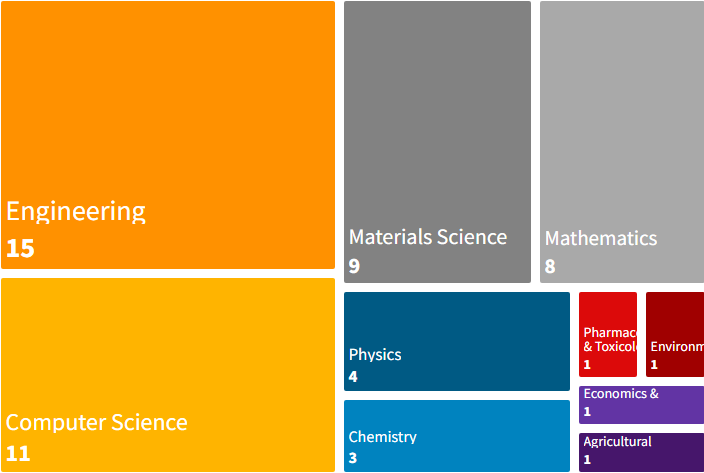 Engineering
15
Materials Science
9
Mathematics
8
Computer Science
11
Physics
4
Chemistry
3
Pharmac
& Toxicol
1
Environm
1
Economics &
1
Agricultural
1